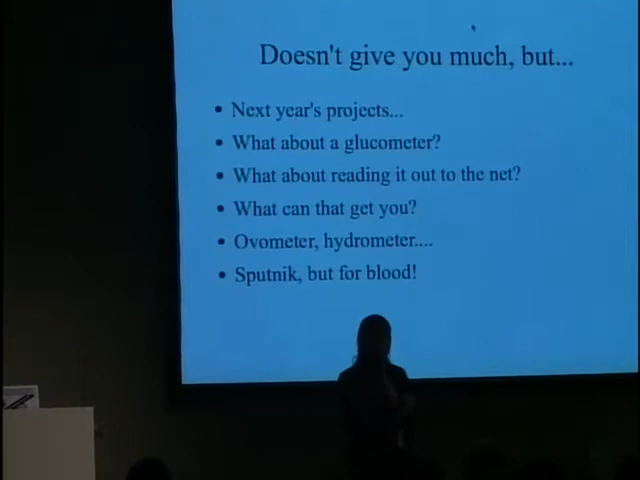 Doesn't give you much, but...
• Next year's projects...
• What about a glucometer?
• What about reading it out to the net?
• What can that get you?
• Ovometer, hydrometer....
• Sputnik, but for blood!